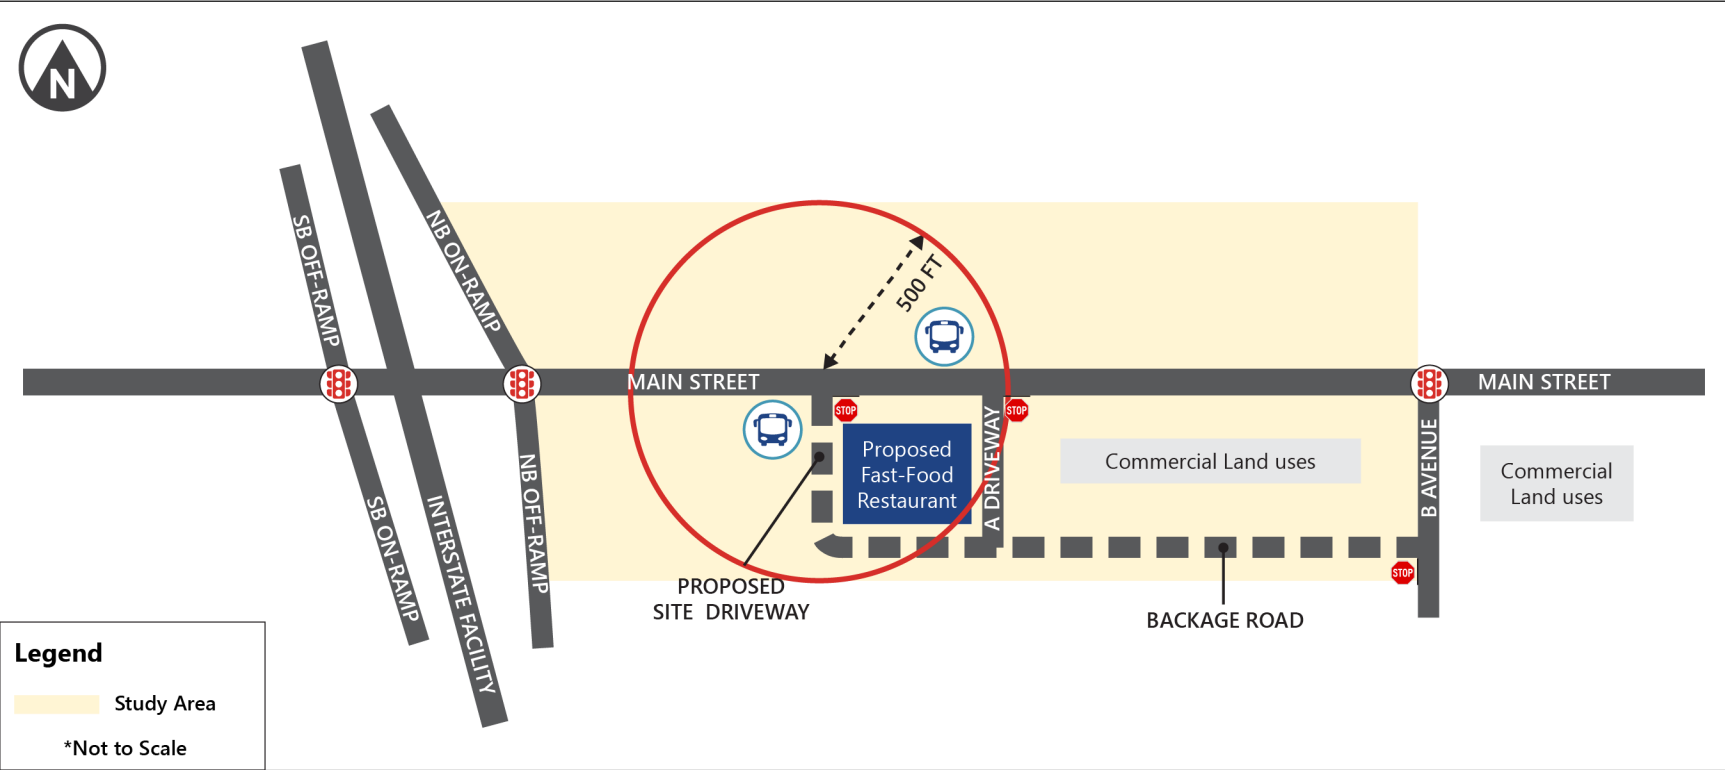 N
SB OFF-RAMP
NB ON-RAMP
500 FT
MAIN STREET
MAIN STREET
STOP
STOP
Proposed
Fast-Food
Restaurant
A DRIVEWAY
Commercial Land uses
B AVENUE
Commercial
Land uses
SB ON-RAMP
INTERSTATE FACILITY
NB OFF-RAMP
STOP
PROPOSED
SITE DRIVEWAY
BACKAGE ROAD
Legend
Study Area
*Not to Scale